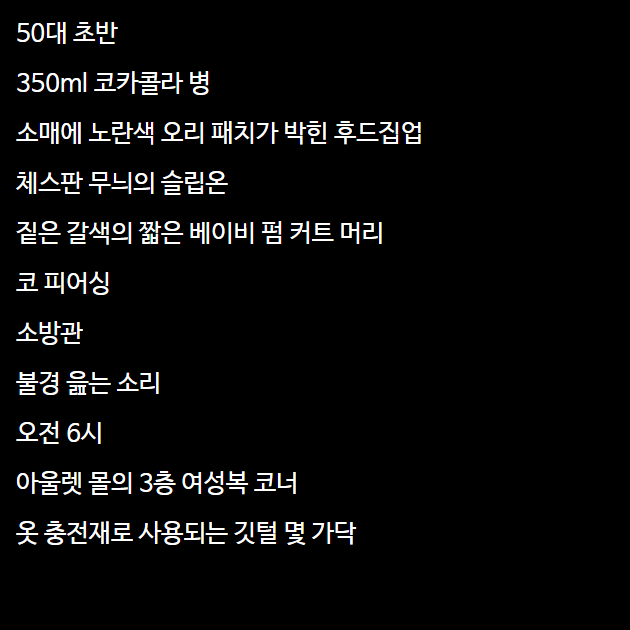 50대 초반
350ml 코카콜라 병
소매에 노란색 오리 패치가 박힌 후드집업
체스판 무늬의 슬립온
짙은 갈색의 짧은 베이비 펌 커트 머리
코 피어싱
소방관
불경 읊는 소리
오전 6시
아울렛 몰의 3층 여성복 코너
옷 충전재로 사용되는 깃털 몇 가닥